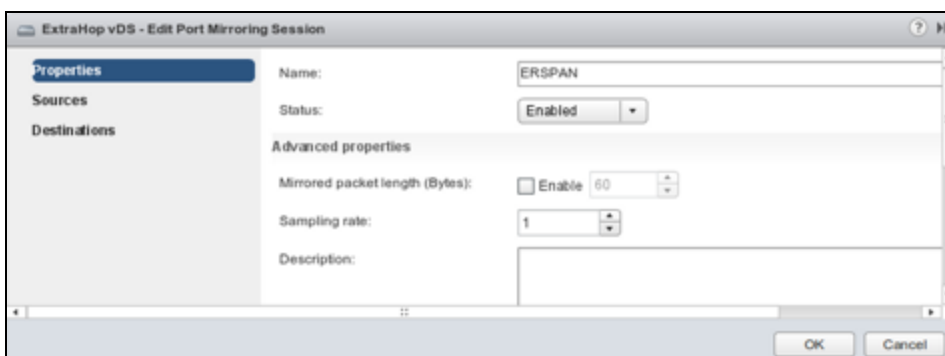 ExtraHop vDS - Edit Port Mirroring Session ?
Properties
Sources
Destinations
Name: ERSPAN
Status: Enabled
Advanced properties
Mirrored packet length (Bytes): Enable 60
Sampling rate: 1
Description:
OK Cancel